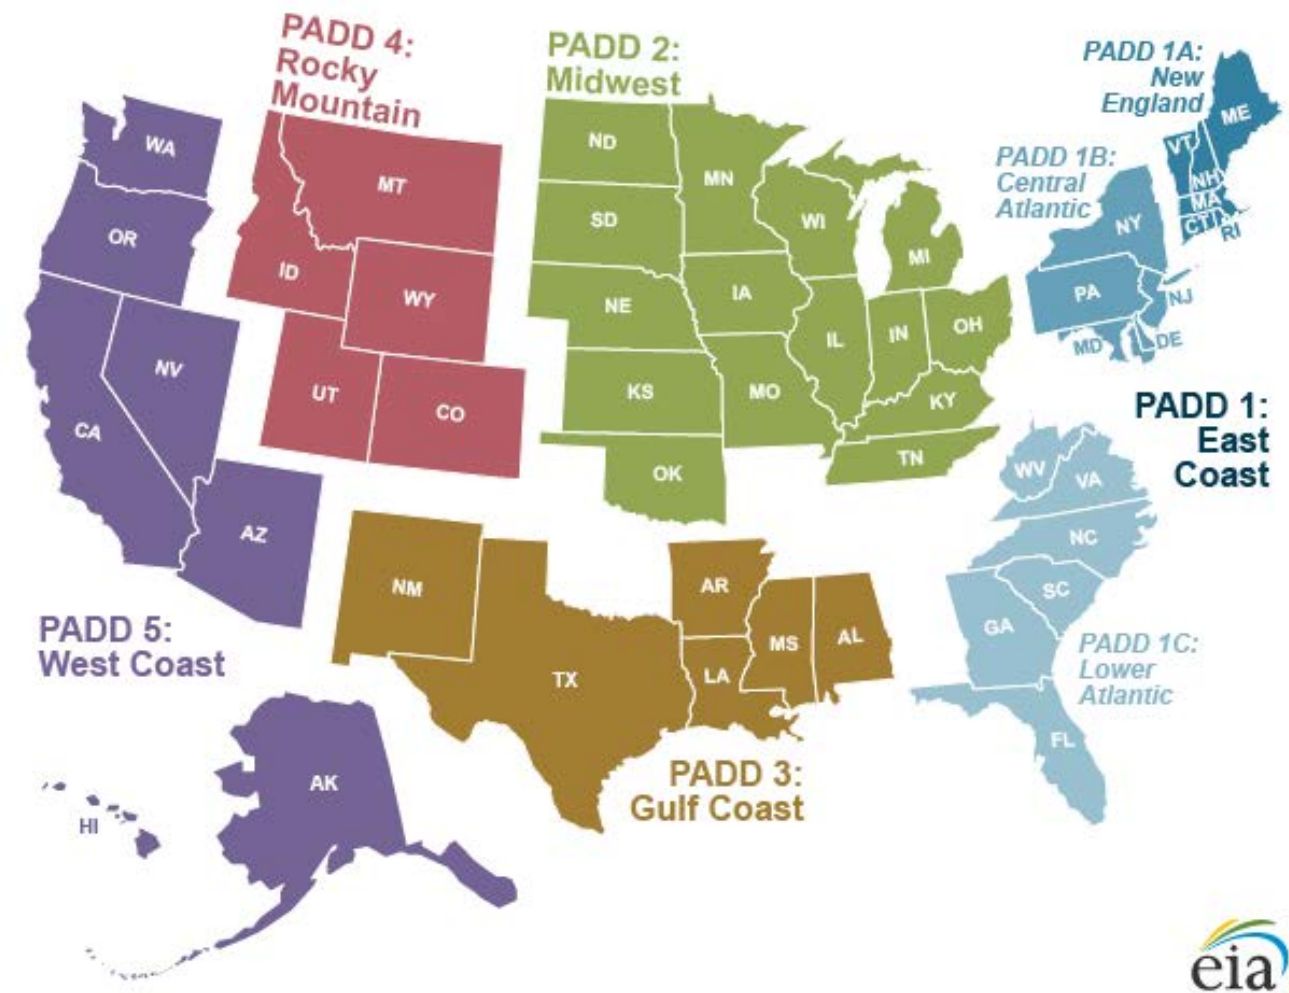 PADD 4:
Rocky
Mountain
PADD 2:
Midwest
PADD 1A:
New
England
PADD 1B:
Central
Atlantic
WA
OR
CA
NV
AZ
MT
ID
WY
UT
CO
ND
SD
NE
KS
OK
MN
IA
MO
WI
IL
MI
IN
OH
KY
TN
ME
VT
NH
MA
CT
RI
NY
PA
NJ
MD
DE
PADD 1:
East
Coast
WV
VA
NC
SC
GA
FL
PADD 1C:
Lower
Atlantic
NM
TX
AR
LA
MS
AL
PADD 3:
Gulf Coast
PADD 5:
West Coast
AK
HI
eia